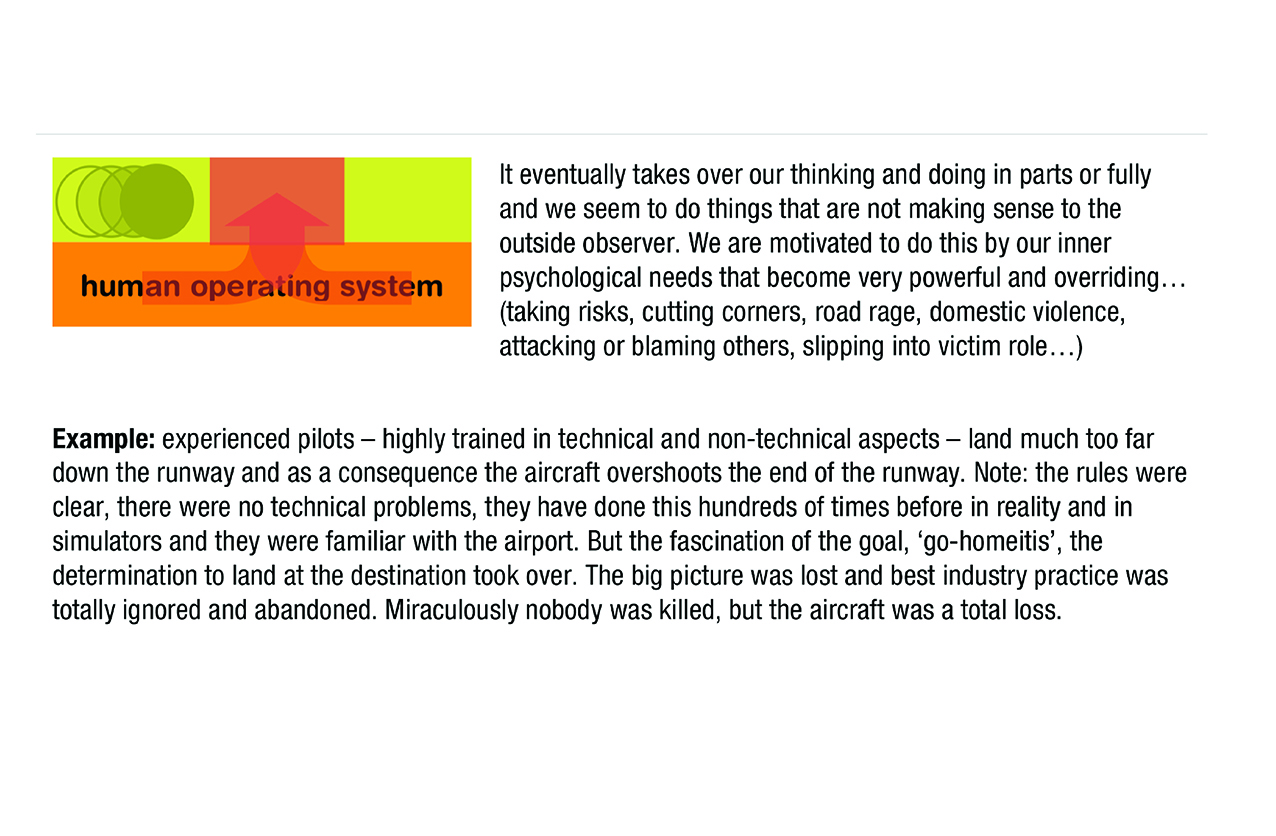 human operating system
It eventually takes over our thinking and doing in parts or fully
and we seem to do things that are not making sense to the
outside observer. We are motivated to do this by our inner
psychological needs that become very powerful and overriding…
(taking risks, cutting corners, road rage, domestic violence,
attacking or blaming others, slipping into victim role…)
Example: experienced pilots – highly trained in technical and non-technical aspects – land much too far
down the runway and as a consequence the aircraft overshoots the end of the runway. Note: the rules were
clear, there were no technical problems, they have done this hundreds of times before in reality and in
simulators and they were familiar with the airport. But the fascination of the goal, ‘go-homeitis’, the
determination to land at the destination took over. The big picture was lost and best industry practice was
totally ignored and abandoned. Miraculously nobody was killed, but the aircraft was a total loss.